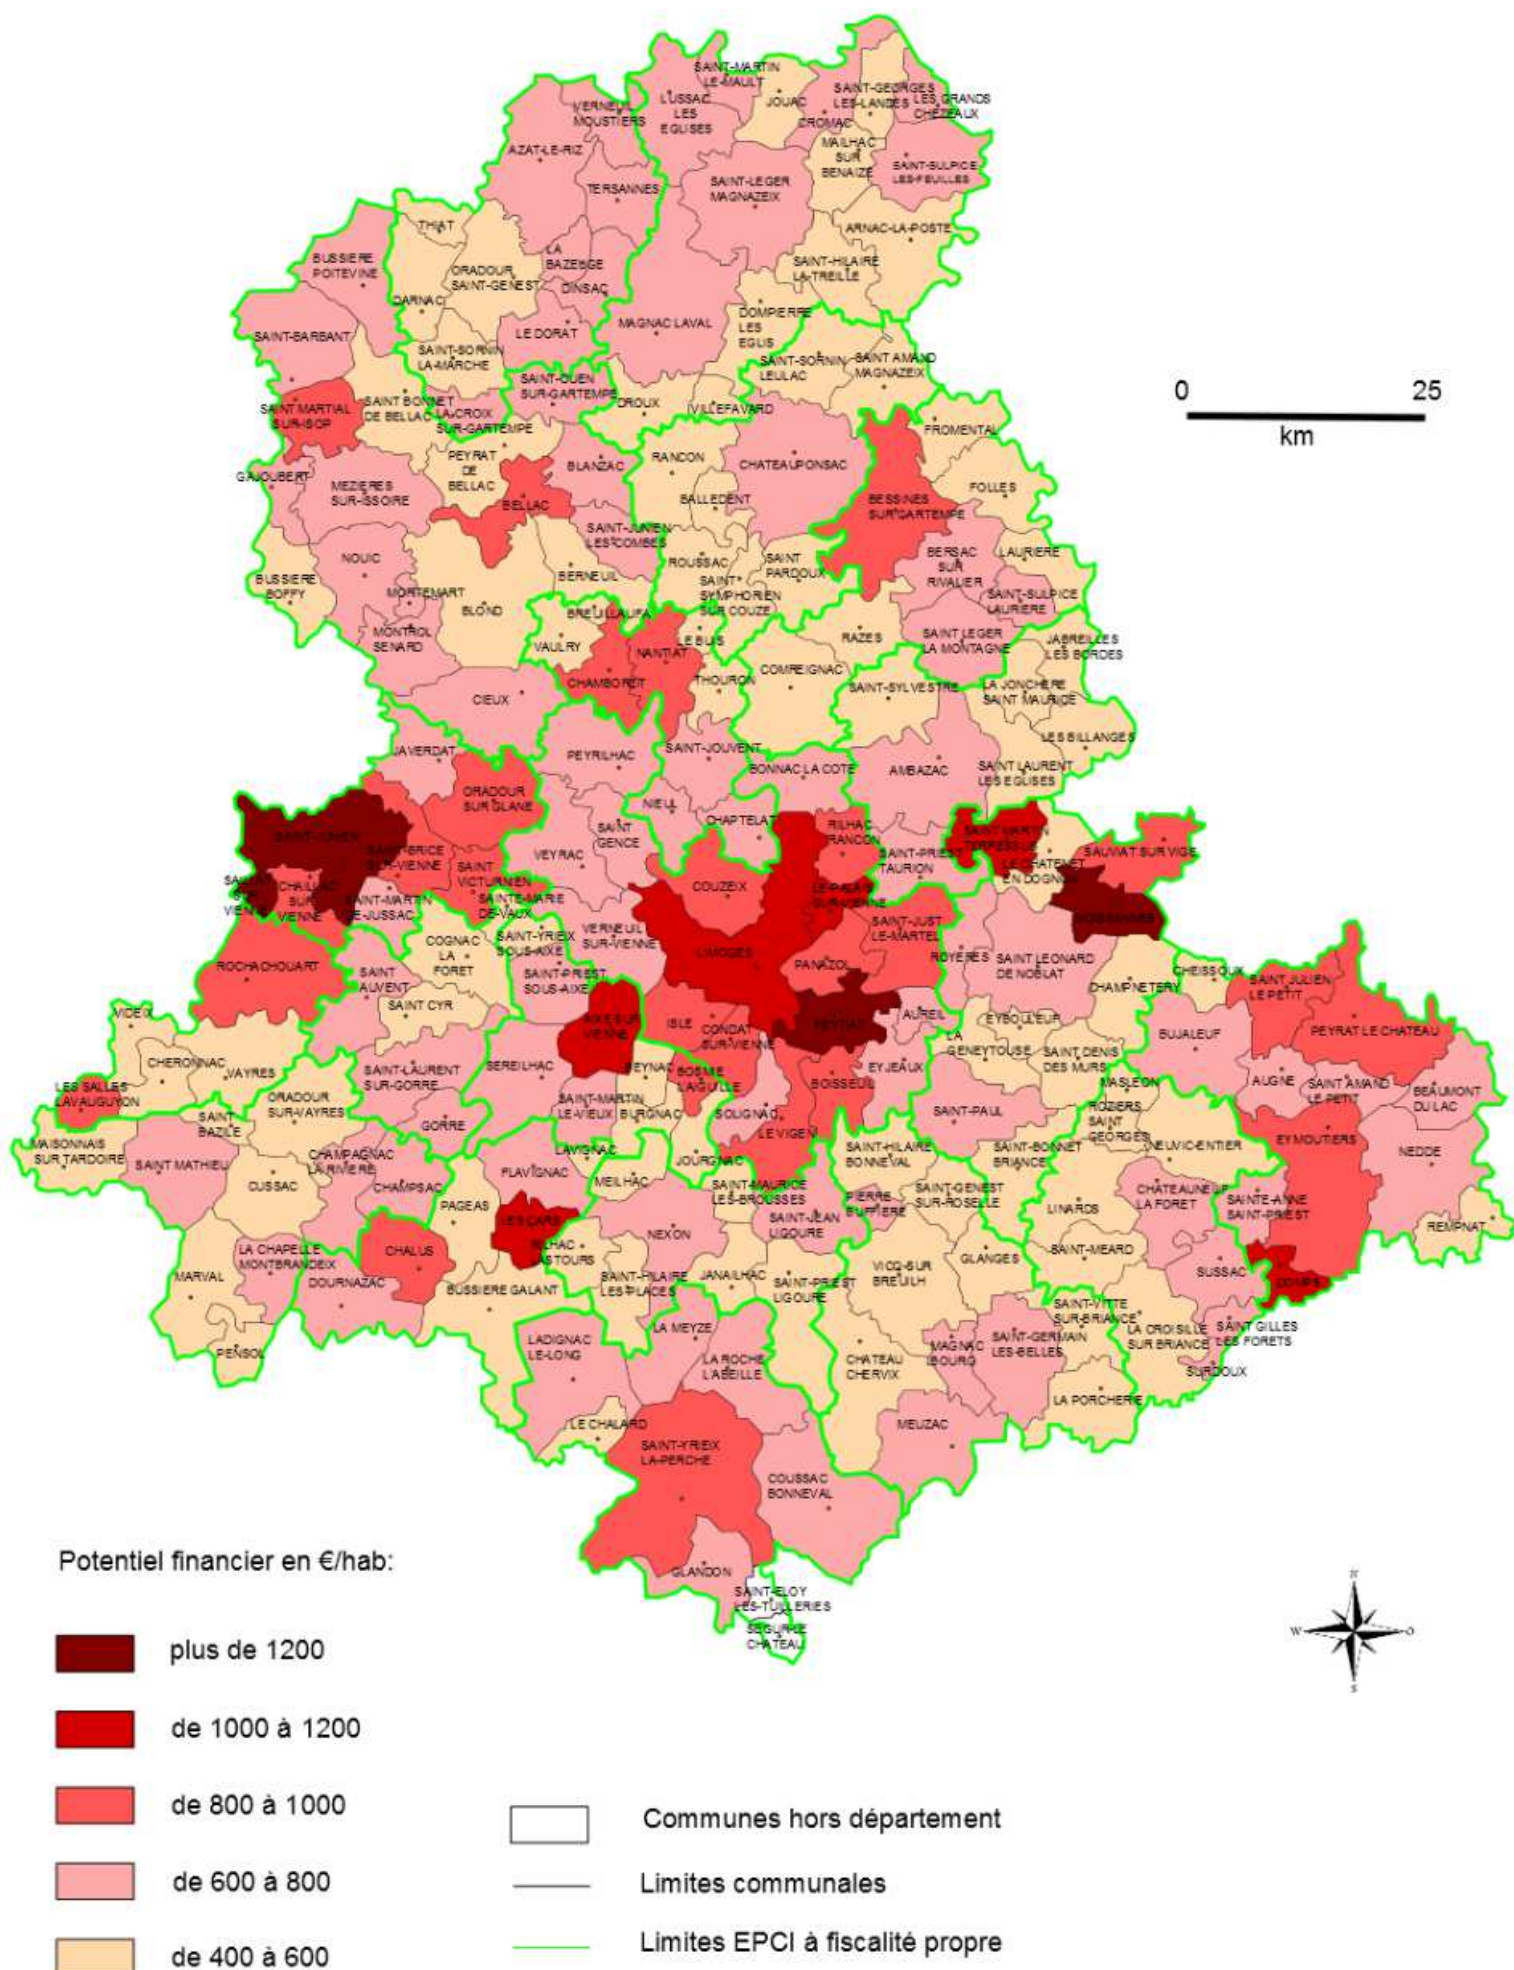 SAINT-MARTIN
LE-MAULT
LUSSAC
LES
EGLISES
VERNEUIL
MOUSTIERS
JOUAC
SAINT-GEORGES
LES-LANDES
LES GRANDS
CHEZEAUX
CROMAC
MAILHAC
SUR
BENAIZE
AZAT-LE-RIZ
SAINT-SULPICE
LES-FEUILLES
TERSANNES
SAINT-LEGER
MAGNAZEIX
THIAT
ARNAC-LA-POSTE
BUSSIERE
POITEVINE
LA
BAZEUGE
ORADOUR
SAINT-GENEST
SAINT-HILAIRE
LA-TREILLE
DINSAC
DARNAC
DOMPIERRE
LES
EGLIS
MAGNAC LAVAL
SAINT-BARBANT
LE DORAT
SAINT-SORNIN
LA-MARCHE
SAINT-SORNIN
LEULAC
SAINT AMAND
MAGNAZEIX
SAINT-OUEN
SUR-GARTEMPE
SAINT MARTIAL
SUR-ISOP
SAINT BONNET
DE BELLAC
LA-CROIX
SUR-GARTEMPE
DROUX
VILLEFAVARD
FROMENTAL
PEYRAT
DE
BELLAC
BLANZAC
RANCON
CHATEAUPONSAC
GAJOUBERT
MEZIERES
SUR-ISSOIRE
BELLAC
BALLEDENT
BESSINES
SUR GARTEMPE
FOLLES
SAINT-JUNIEN
LES COMBES
NOUIC
ROUSSAC
SAINT
PARDOUX
BERSAC
SUR
RIVALIER
LAURIERE
BUSSIERE
BOFFY
BERNEUIL
SAINT
SYMPHORIEN
SUR COUZE
MORTEMART
BLOND
SAINT-SULPICE
LAURIERE
BREUILLAUFA
MONTROL
SENARD
VAULRY
LE BUIS
NANTIAT
RAZES
SAINT LEGER
LA MONTAGNE
JABREILLES
LES BORDES
COMREIGNAC
CHAMBORET
THOURON
SAINT-SYLVESTRE
LA JONCHERE
SAINT MAURICE
CIEUX
LES BILLANGES
JAVERDAT
PEYRILHAC
SAINT-JOUVENT
BONNAC LA COTE
AMBAZAC
SAINT LAURENT
LES EGLISES
ORADOUR
SUR GLANE
NIEUL
CHAPTELAT
SAINT
GENCE
SAINT-JUNIEN
SAINT-BRICE
SUR-VIENNE
VEYRAC
RILHAC
RANCON
SAINT-PRIEST
TAURION
SAINT MARTIN
TERRESSUS
LE CHATENET
EN DOGNON
SAUVIAT SUR VIGE
SAINT
VICTURNIEN
CHAILLAC
SUR
VIENNE
SAINT-MARTIN
DE-JUSSAC
SAINTE-MARIE
DE-VAUX
COUZEIX
LE-PALAIS
SUR-VIENNE
MOISSANNES
SAINT-JUST
LE-MARTEL
VERNEUIL
SUR-VIENNE
SAINT-YRIEIX
SOUS-AIXE
COGNAC
LA
FORET
LIMOGES
PANAZOL
ROYERES
SAINT LEONARD
DE NOBLAT
ROCHACHOUART
SAINT
AUVENT
SAINT-PRIEST
SOUS-AIXE
CHEISSOUX
CHAMPNETERY
SAINT JULIEN
LE PETIT
SAINT CYR
VIDEIX
AIXE SUR
VIENNE
ISLE
CONDAT
SUR-VIENNE
FEYTIAT
AUREIL
EYBOULEUF
LA
GENEYTOUSE
BUJALEUF
PEYRAT LE CHATEAU
CHERONNAC
VAYRES
SAINT-LAURENT
SUR-GORRE
SEREILHAC
BEYNAC
BOSMIE
L'AIGUILLE
BOISSEUIL
EYJEAUX
SAINT DENIS
DES MURS
AUGNE
SAINT AMAND
LE PETIT
BEAUMONT
DU LAC
LES SALLES
LAVAUGUYON
ORADOUR
SUR-VAYRES
MASLEON
SAINT-MARTIN
LE-VIEUX
BURGNAC
SOLIGNAC
LE VIGEN
SAINT-PAUL
ROZIERS
SAINT
GEORGES
NEUVIC-ENTIER
EYMOUTIERS
GORRE
SAINT
BAZILE
MAISONNAIS
SUR TARDOIRE
SAINT MATHIEU
CHAMPAGNAC
LA RIVIERE
LAVIGNAC
JOURGNAC
SAINT-HILAIRE
BONNEVAL
SAINT-BONNET
BRIANCE
NEDDE
FLAVIGNAC
MEILHAC
CUSSAC
CHAMPSAC
PAGEAS
SAINT-MAURICE
LES-BROUSSES
PIERRE
BUFFIERE
SAINT-GENEST
SUR-ROSELLE
CHATEAUNEUF
LA FORET
SAINTE-ANNE
SAINT-PRIEST
LINARDS
LES CARS
SAINT-JEAN
LIGOURE
REMPNAT
NEXON
RILHAC
LASTOURS
CHALUS
LA CHAPELLE
MONTBRANDEIX
SAINT-MEARD
GLANGES
VICQ-SUR
BREUILH
SUSSAC
DOMPS
MARVAL
DOURNAZAC
BUSSIERE GALANT
SAINT-HILAIRE
LES-PLACES
JANAILHAC
SAINT-PRIEST
LIGOURE
SAINT-VITTE
SUR-BRIANCE
LA CROISILLE
SUR BRIANCE
SAINT GILLES
LES FORETS
PENSOL
LADIGNAC
LE-LONG
LA MEYZE
LA ROCHE
L'ABEILLE
CHATEAU
CHERVIX
MAGNAC
BOURG
SAINT-GERMAIN
LES-BELLES
SURDOUX
LA PORCHERIE
LE CHALARD
MEUZAC
SAINT-YRIEIX
LA-PERCHE
COUSSAC
BONNEVAL
GLANDON
SAINT-ELOY
LES-TUILLERIES
SEGUR-LE
CHATEAU
0 25
km
N
W O
S
Potentiel financier en €/hab:
plus de 1200
de 1000 à 1200
de 800 à 1000
de 600 à 800
de 400 à 600
Communes hors département
Limites communales
Limites EPCI à fiscalité propre